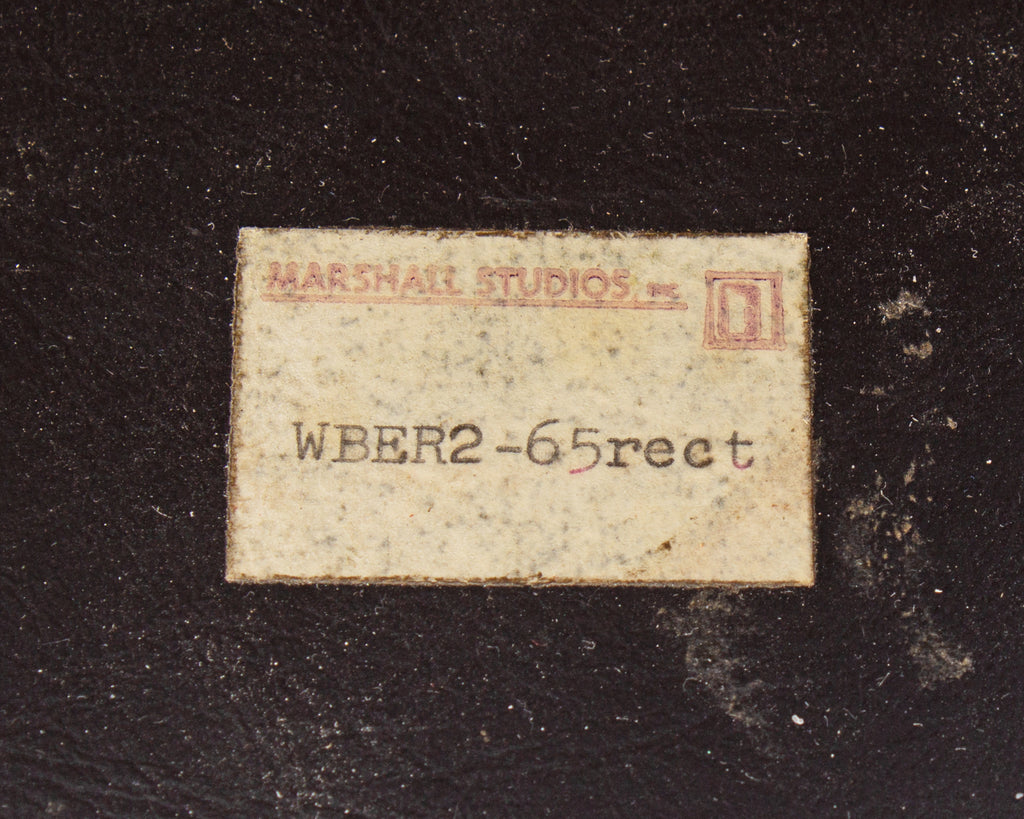 MARSHALL STUDIOS, INC
WBER2-65rect